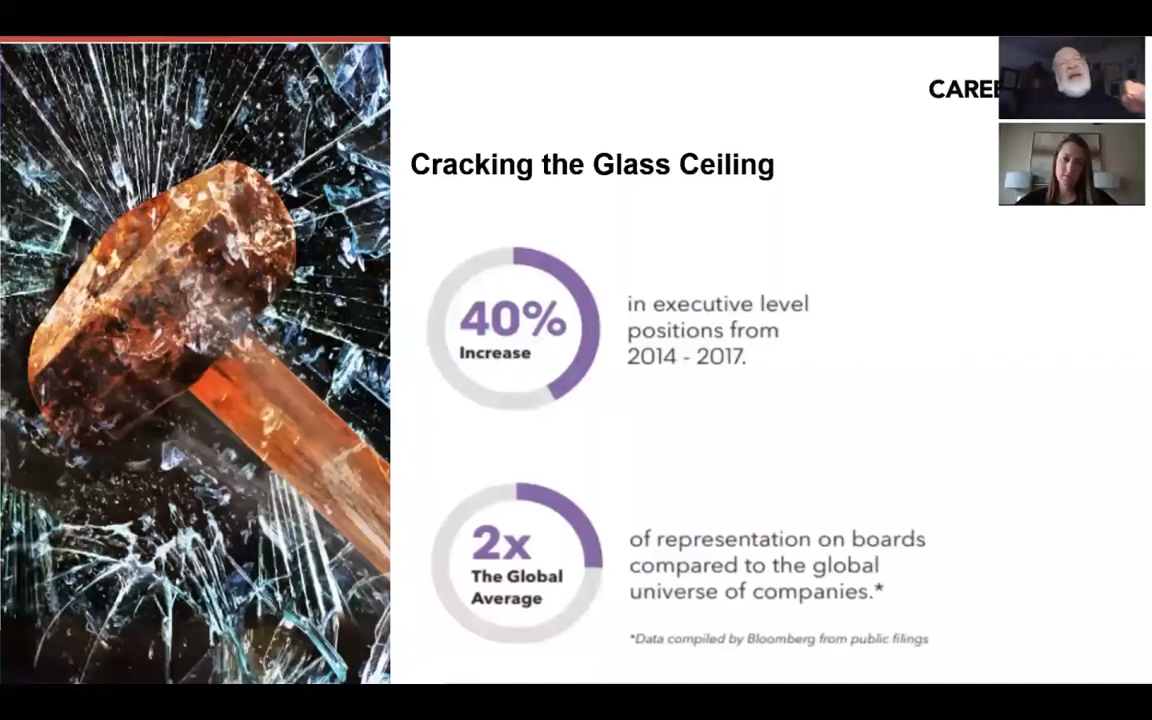 CAREE
Cracking the Glass Ceiling
40%
Increase
in executive level
positions from
2014 - 2017.
2x
The Global
Average
of representation on boards
compared to the global
universe of companies.*
*Data compiled by Bloomberg from public filings